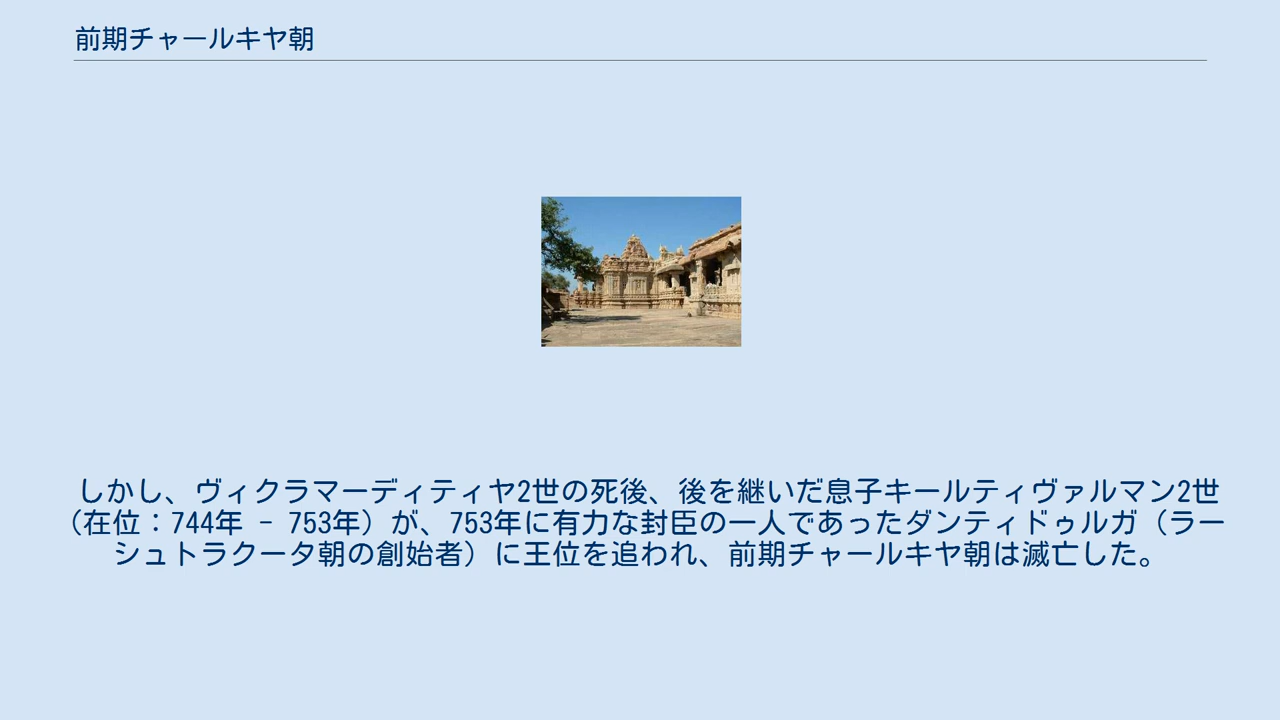 前期チャールキヤ朝
しかし、ヴィクラマーディティヤ2世の死後、後を継いだ息子キールティヴァルマン2世
（在位：744年 - 753年）が、753年に有力な封臣の一人であったダンティドゥルガ（ラー
シュトラクータ朝の創始者）に王位を追われ、前期チャールキヤ朝は滅亡した。